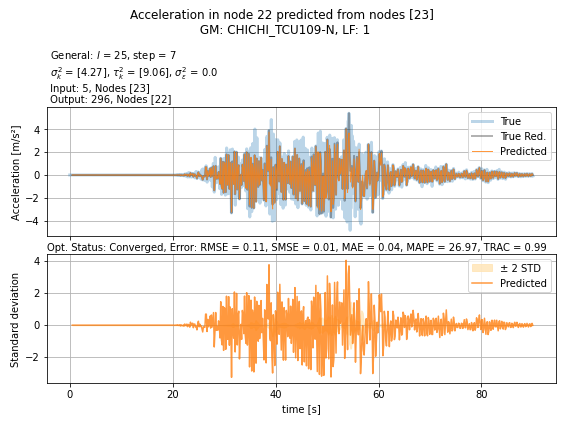 Acceleration in node 22 predicted from nodes [23]
GM: CHICHI_TCU109-N, LF: 1
General: l = 25, step = 7
σ²ₖ = [4.27], τ²ₖ = [9.06], σ²ε = 0.0
Input: 5, Nodes [23]
Output: 296, Nodes [22]
Acceleration [m/s²]
4
2
0
−2
−4
True
True Red.
Predicted
Opt. Status: Converged, Error: RMSE = 0.11, SMSE = 0.01, MAE = 0.04, MAPE = 26.97, TRAC = 0.99
Standard deviation
4
2
0
−2
± 2 STD
Predicted
0 20 40 60 80
time [s]